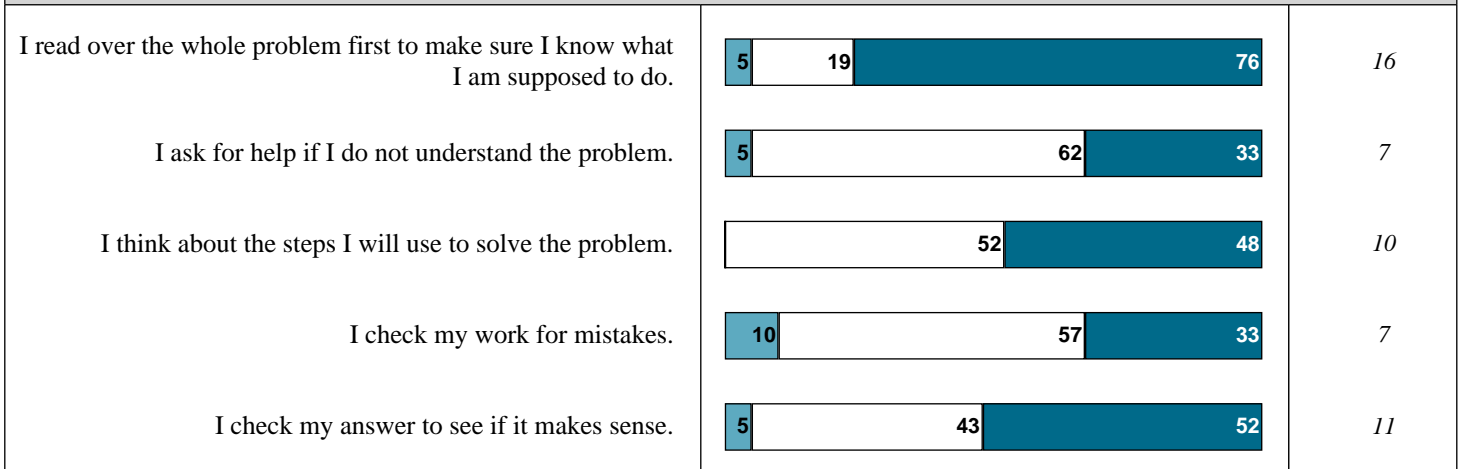 I read over the whole problem first to make sure I know what
I am supposed to do.
5 19 76 16
I ask for help if I do not understand the problem.
5 62 33 7
I think about the steps I will use to solve the problem.
52 48 10
I check my work for mistakes.
10 57 33 7
I check my answer to see if it makes sense.
5 43 52 11